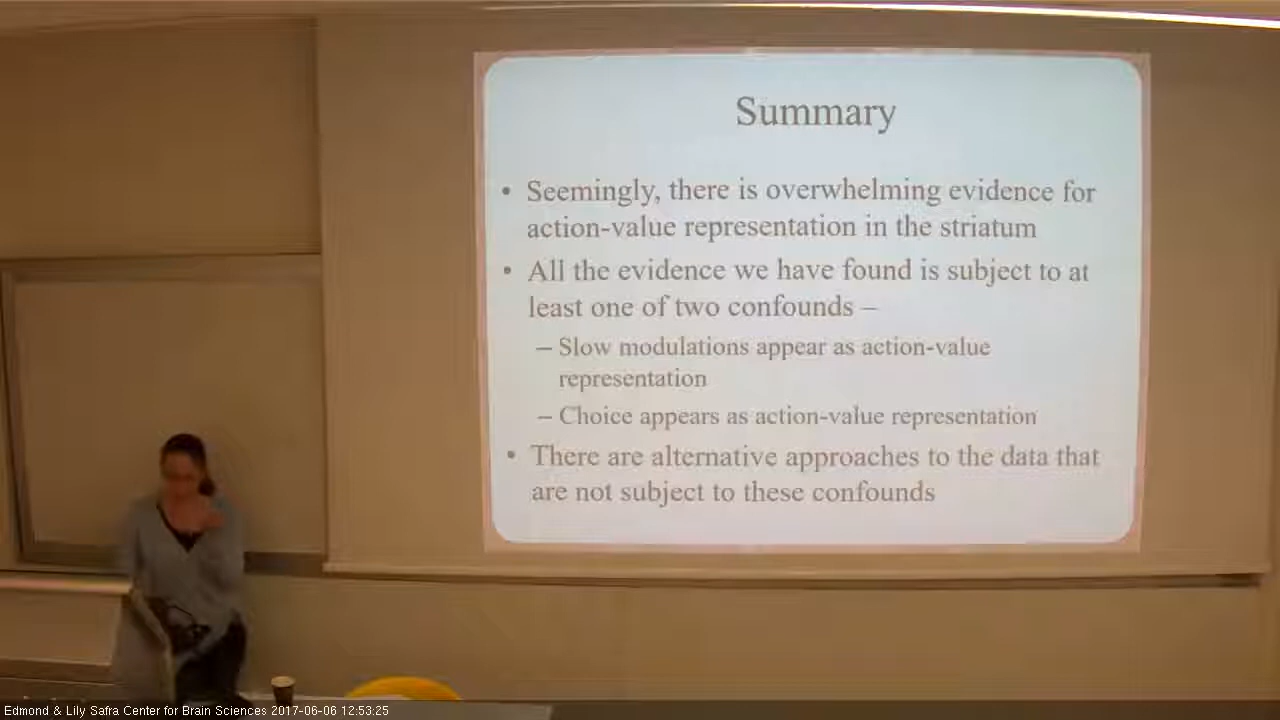 Summary
• Seemingly, there is overwhelming evidence for
action-value representation in the striatum
• All the evidence we have found is subject to at
least one of two confounds –
– Slow modulations appear as action-value
representation
– Choice appears as action-value representation
• There are alternative approaches to the data that
are not subject to these confounds
Edmond & Lily Safra Center for Brain Sciences 2017-06-06 12:53:25